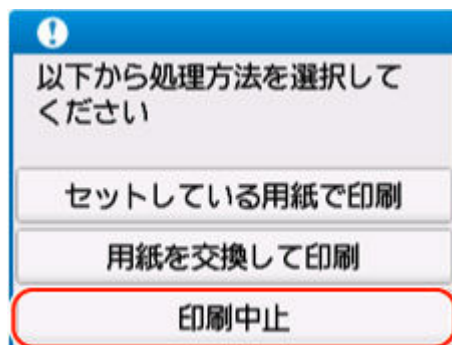 以下から処理方法を選択して
ください
セットしている用紙で印刷
用紙を交換して印刷
印刷中止